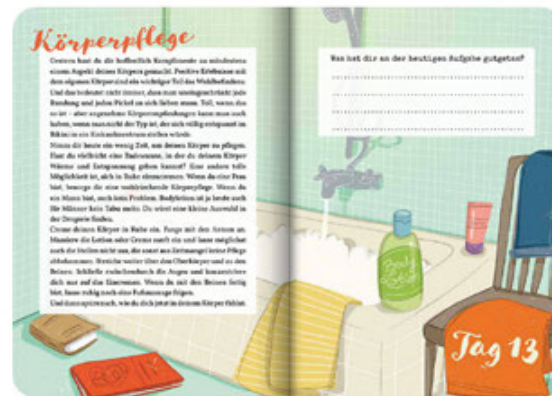 Körperpflege
Gestern hast du dir hoffentlich Komplimente zu mindestens
einem Aspekt deines Körpers gemacht. Positive Erlebnisse mit
dem eigenen Körper sind ein wichtiger Teil des Wohlbefindens.
Und das bedeutet nicht immer, dass man uneingeschränkt jede
Rundung und jeden Pickel an sich lieben muss. Toll, wenn das
so ist – aber angenehme Körperempfindungen kann man auch
haben, wenn man nicht der Typ ist, der sich völlig entspannt im
Bikini in ein Einkaufszentrum stellen würde.
Nimm dir heute ein wenig Zeit, um deinen Körper zu pflegen.
Hast du vielleicht eine Badewanne, in der du deinem Körper
Wärme und Entspannung geben kannst? Eine andere tolle
Möglichkeit ist, sich in Ruhe einzucremen. Wenn du eine Frau
bist, besorge dir eine wohlriechende Körperpflege. Wenn du
ein Mann bist, auch kein Problem. Bodylotion ist ja heute auch
für Männer kein Tabu mehr. Du wirst eine kleine Auswahl in
der Drogerie finden.
Creme deinen Körper in Ruhe ein. Fange mit den Armen an.
Massiere die Lotion oder Creme sanft ein und lasse möglichst
auch die Stellen nicht aus, die sonst aus Zeitmangel keine Pflege
abbekommen. Streiche weiter über den Oberkörper und zu den
Beinen. Schließe zwischendurch die Augen und konzentriere
dich nur auf das Eincremen. Wenn du mit den Beinen fertig
bist, lasse ruhig noch eine Fußmassage folgen.
Und dann spüre nach, wie du dich jetzt in deinem Körper fühlst.
Was hat dir an der heutigen Aufgabe gutgetan?
Body
Lotion
Tag 13